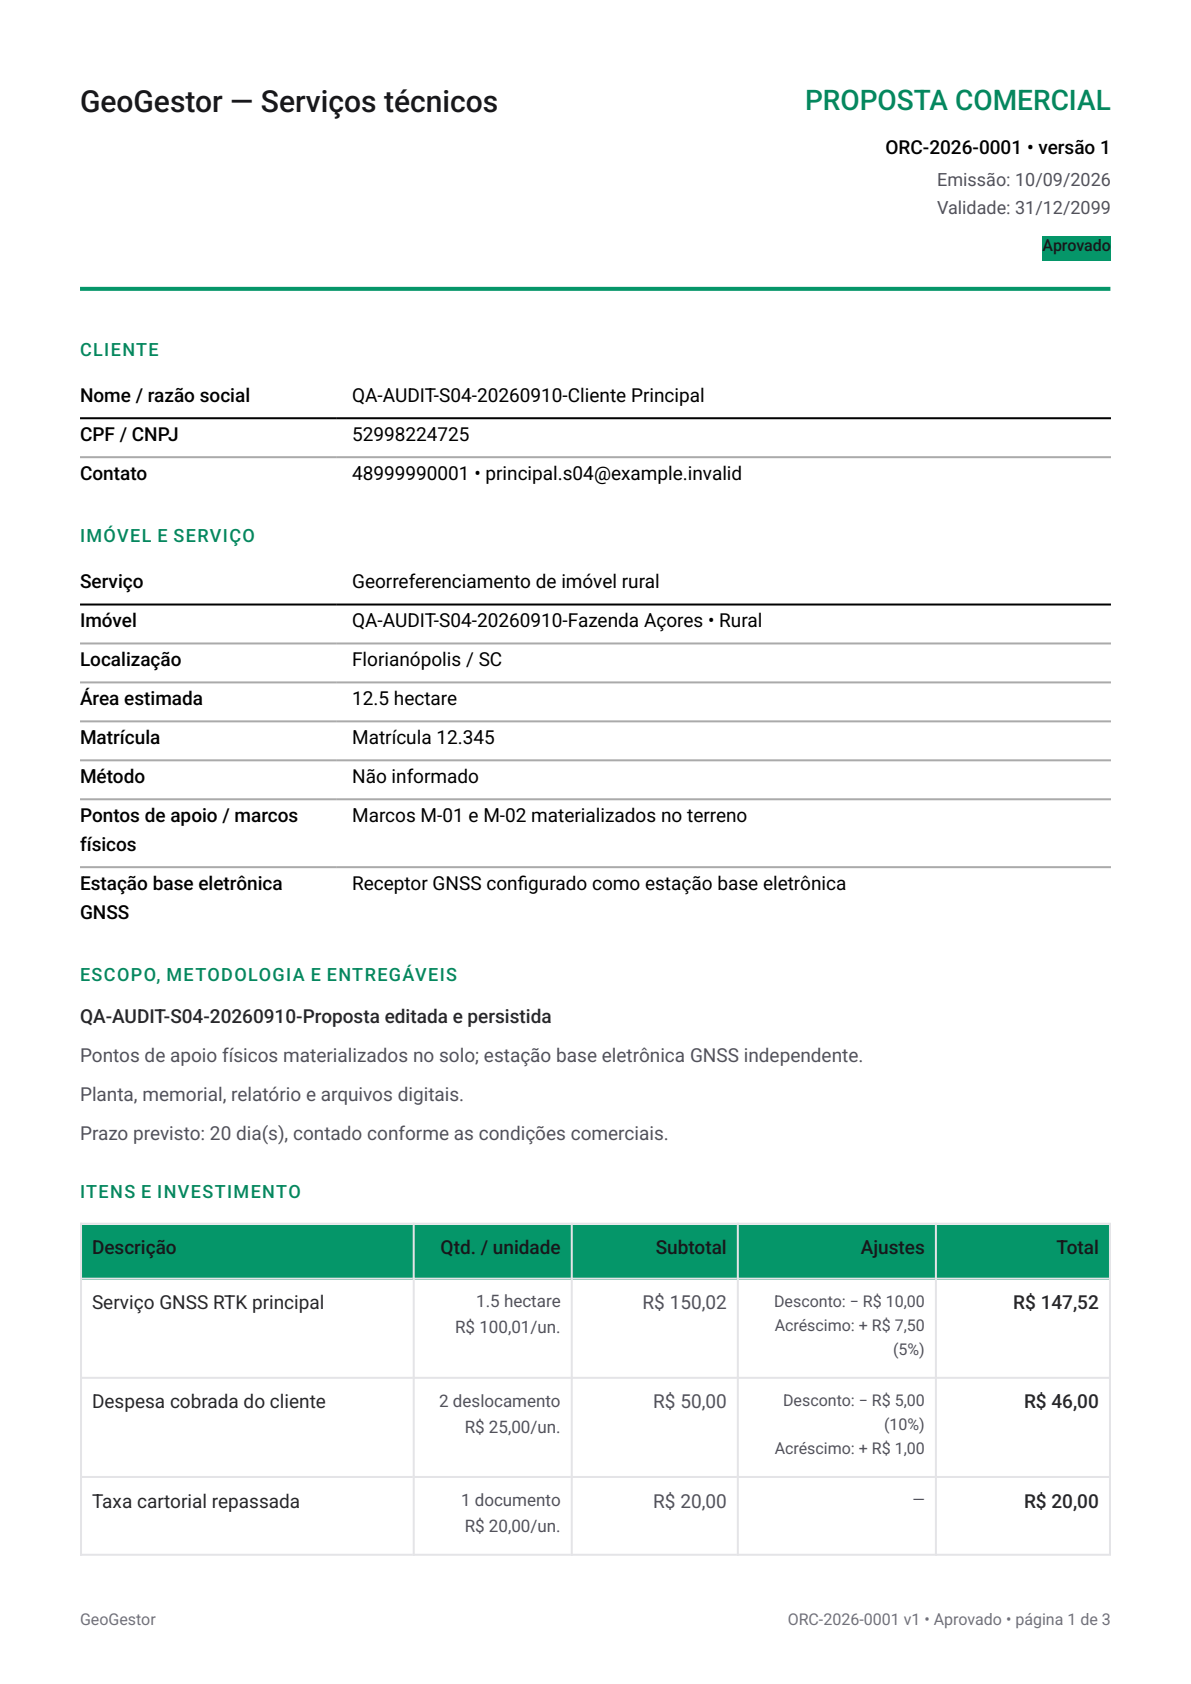 GeoGestor — Serviços técnicos
PROPOSTA COMERCIAL
ORC-2026-0001 • versão 1
Emissão: 10/09/2026
Validade: 31/12/2099
Aprovado
CLIENTE
Nome / razão social QA-AUDIT-S04-20260910-Cliente Principal
CPF / CNPJ 52998224725
Contato 48999990001 • principal.s04@example.invalid
IMÓVEL E SERVIÇO
Serviço Georreferenciamento de imóvel rural
Imóvel QA-AUDIT-S04-20260910-Fazenda Açores • Rural
Localização Florianópolis / SC
Área estimada 12.5 hectare
Matrícula Matrícula 12.345
Método Não informado
Pontos de apoio / marcos Marcos M-01 e M-02 materializados no terreno
físicos
Estação base eletrônica Receptor GNSS configurado como estação base eletrônica
GNSS
ESCOPO, METODOLOGIA E ENTREGÁVEIS
QA-AUDIT-S04-20260910-Proposta editada e persistida
Pontos de apoio físicos materializados no solo; estação base eletrônica GNSS independente.
Planta, memorial, relatório e arquivos digitais.
Prazo previsto: 20 dia(s), contado conforme as condições comerciais.
ITENS E INVESTIMENTO
Descrição Qtd. / unidade Subtotal Ajustes Total
Serviço GNSS RTK principal 1.5 hectare R$ 150,02 Desconto: − R$ 10,00 R$ 147,52
R$ 100,01/un. Acréscimo: + R$ 7,50
(5%)
Despesa cobrada do cliente 2 deslocamento R$ 50,00 Desconto: − R$ 5,00 R$ 46,00
R$ 25,00/un. (10%)
Acréscimo: + R$ 1,00
Taxa cartorial repassada 1 documento R$ 20,00 — R$ 20,00
R$ 20,00/un.
GeoGestor ORC-2026-0001 v1 • Aprovado • página 1 de 3